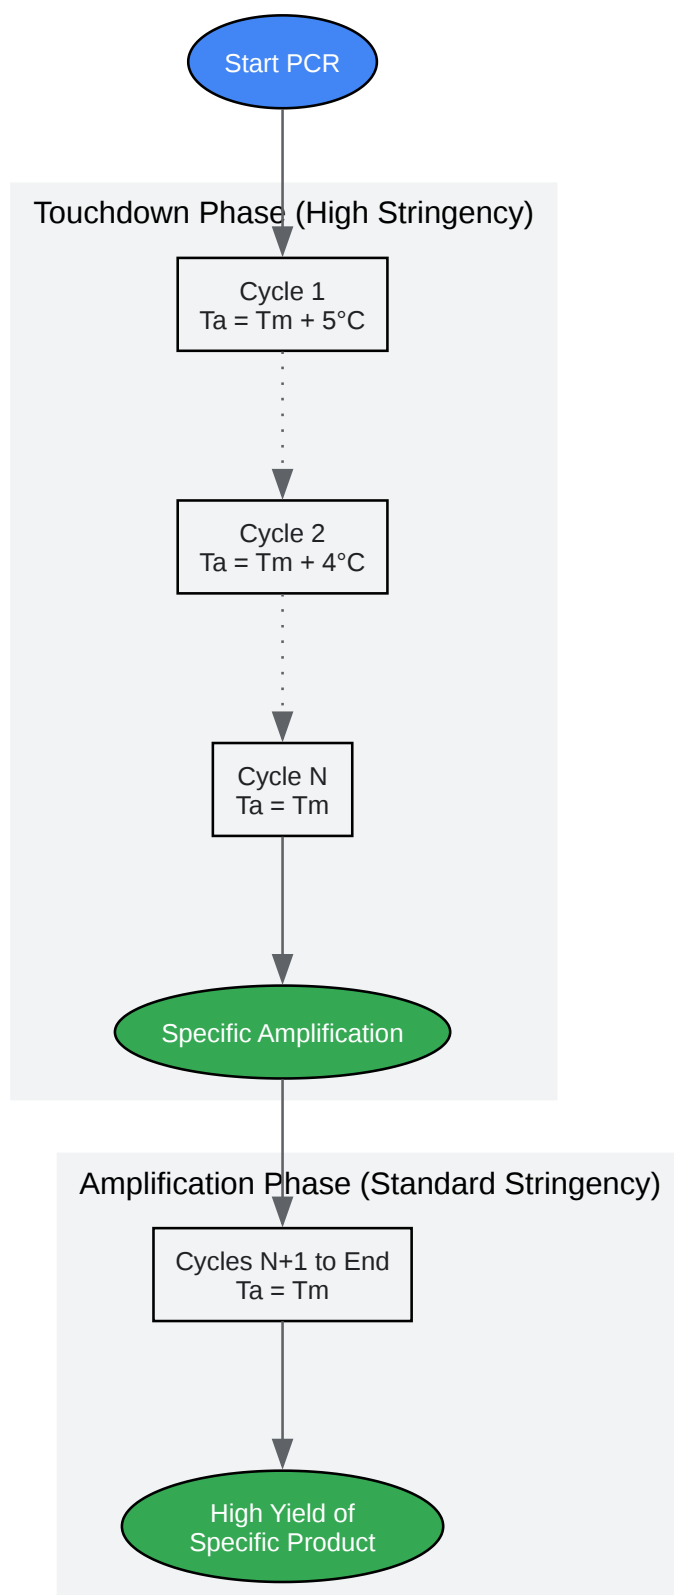 Start PCR
Touchdown Phase (High Stringency)
Cycle 1
Ta = Tm + 5°C
Cycle 2
Ta = Tm + 4°C
Cycle N
Ta = Tm
Specific Amplification
Amplification Phase (Standard Stringency)
Cycles N+1 to End
Ta = Tm
High Yield of
Specific Product